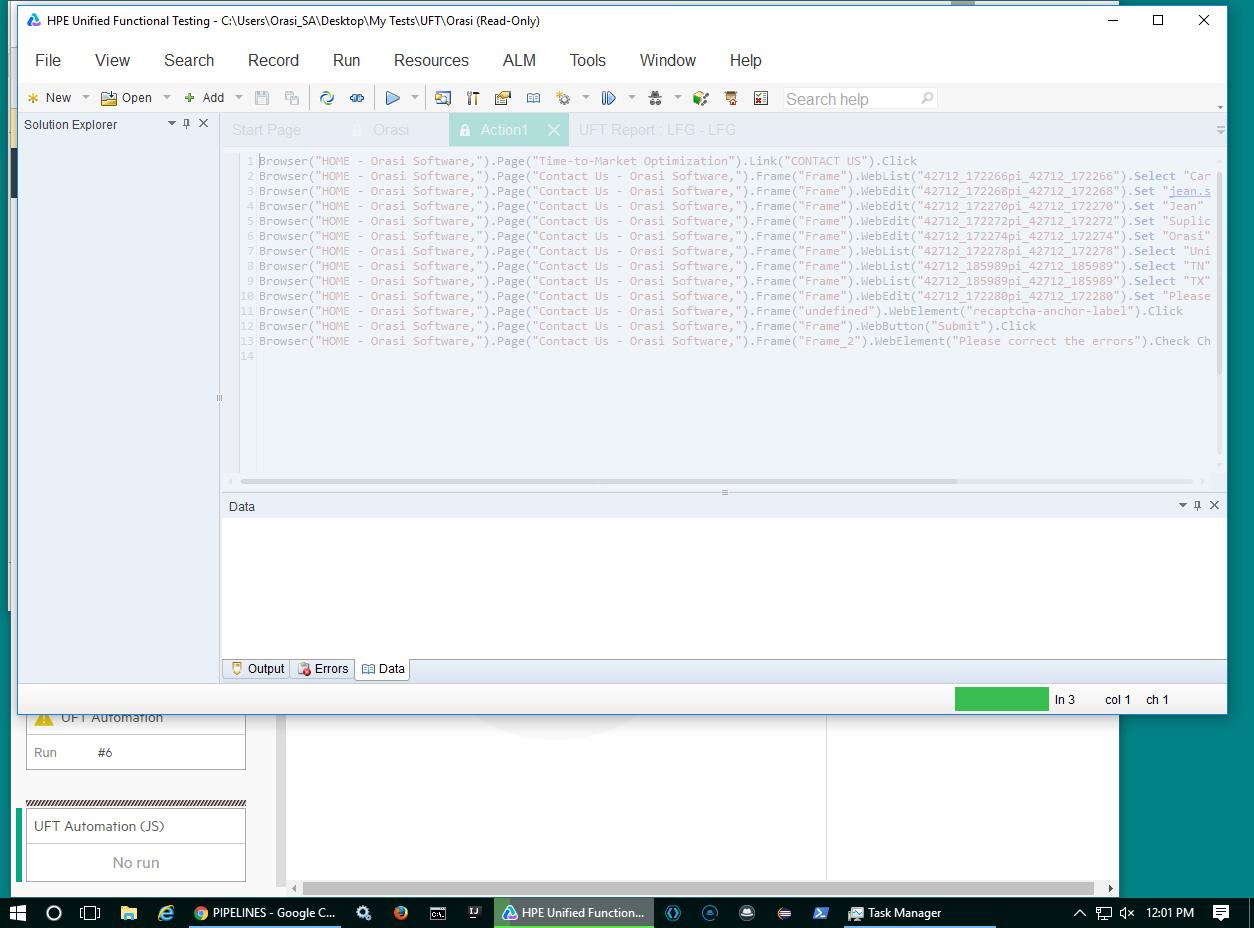 HPE Unified Functional Testing - C:\Users\Orasi_SA\Desktop\My Tests\UFT\Orasi (Read-Only)
File View Search Record Run Resources ALM Tools Window Help
New Open Add Search help
Solution Explorer
Start Page Orasi Action1 UFT Report : LFG - LFG
1 Browser("HOME - Orasi Software,").Page("Time-to-Market Optimization").Link("CONTACT US").Click
2 Browser("HOME - Orasi Software,").Page("Contact Us - Orasi Software,").Frame("Frame").WebList("42712_172266pi_42712_172266").Select "Car
3 Browser("HOME - Orasi Software,").Page("Contact Us - Orasi Software,").Frame("Frame").WebEdit("42712_172268pi_42712_172268").Set "jean.s
4 Browser("HOME - Orasi Software,").Page("Contact Us - Orasi Software,").Frame("Frame").WebEdit("42712_172270pi_42712_172270").Set "Jean"
5 Browser("HOME - Orasi Software,").Page("Contact Us - Orasi Software,").Frame("Frame").WebEdit("42712_172272pi_42712_172272").Set "Suplic
6 Browser("HOME - Orasi Software,").Page("Contact Us - Orasi Software,").Frame("Frame").WebEdit("42712_172274pi_42712_172274").Set "Orasi"
7 Browser("HOME - Orasi Software,").Page("Contact Us - Orasi Software,").Frame("Frame").WebList("42712_172278pi_42712_172278").Select "Uni
8 Browser("HOME - Orasi Software,").Page("Contact Us - Orasi Software,").Frame("Frame").WebList("42712_185989pi_42712_185989").Select "TN"
9 Browser("HOME - Orasi Software,").Page("Contact Us - Orasi Software,").Frame("Frame").WebList("42712_185989pi_42712_185989").Select "TX"
10 Browser("HOME - Orasi Software,").Page("Contact Us - Orasi Software,").Frame("Frame").WebEdit("42712_172280pi_42712_172280").Set "Please
11 Browser("HOME - Orasi Software,").Page("Contact Us - Orasi Software,").Frame("undefined").WebElement("recaptcha-anchor-label").Click
12 Browser("HOME - Orasi Software,").Page("Contact Us - Orasi Software,").Frame("Frame").WebButton("Submit").Click
13 Browser("HOME - Orasi Software,").Page("Contact Us - Orasi Software,").Frame("Frame_2").WebElement("Please correct the errors").Check Ch
14
Data
Output Errors Data
ln 3 col 1 ch 1
UFT Automation
Run #6
UFT Automation (JS)
No run
PIPELINES - Google C... HPE Unified Function... Task Manager 12:01 PM